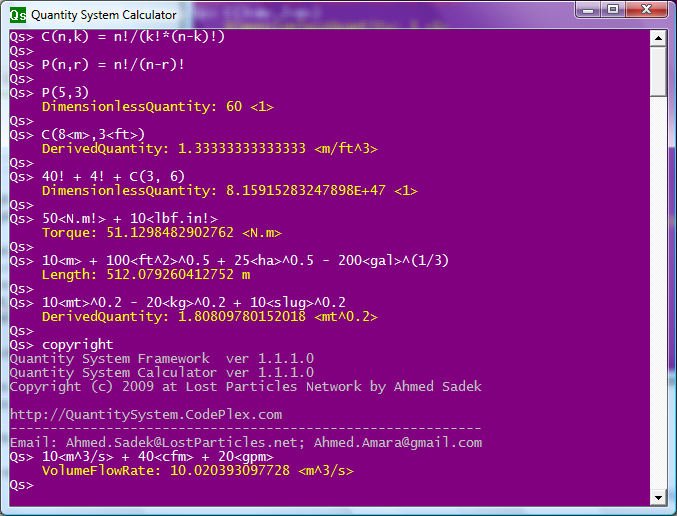 Qs Quantity System Calculator
Qs> C(n,k) = n!/(k!*(n-k)!)
Qs>
Qs> P(n,r) = n!/(n-r)!
Qs>
Qs> P(5,3)
DimensionlessQuantity: 60 <1>
Qs>
Qs> C(8<m>,3<ft>)
DerivedQuantity: 1.33333333333333 <m/ft^3>
Qs>
Qs> 40! + 4! + C(3, 6)
DimensionlessQuantity: 8.15915283247898E+47 <1>
Qs>
Qs> 50<N.m!> + 10<lbf.in!>
Torque: 51.1298482902762 <N.m>
Qs>
Qs> 10<m> + 100<ft^2>^0.5 + 25<ha>^0.5 - 200<gal>^(1/3)
Length: 512.079260412752 m
Qs>
Qs> 10<mt>^0.2 - 20<kg>^0.2 + 10<slug>^0.2
DerivedQuantity: 1.80809780152018 <mt^0.2>
Qs>
Qs> copyright
Quantity System Framework  ver 1.1.1.0
Quantity System Calculator ver 1.1.1.0
Copyright (c) 2009 at Lost Particles Network by Ahmed Sadek
http://QuantitySystem.CodePlex.com
------------------------------------------------------------
Email: Ahmed.Sadek@LostParticles.net; Ahmed.Amara@gmail.com
Qs> 10<m^3/s> + 40<cfm> + 20<gpm>
VolumeFlowRate: 10.020393097728 <m^3/s>
Qs>